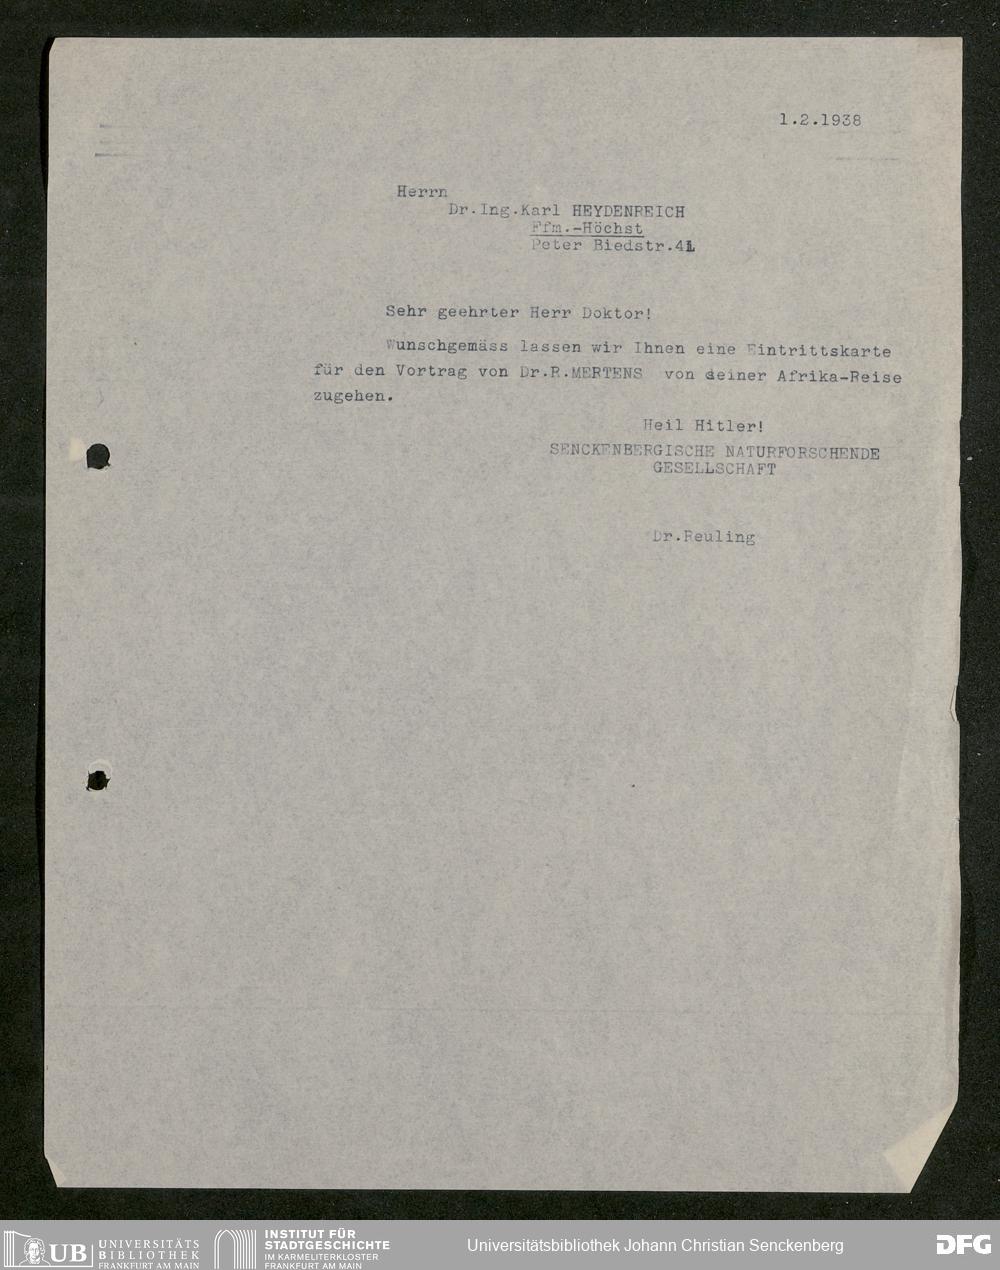 1.2.1938
Herrn
Dr.Ing.Karl HEYDENREICH
Ffm.-Höchst
Peter Biedstr.41
Sehr geehrter Herr Doktor!
Wunschgemäss lassen wir Ihnen eine Eintrittskarte
für den Vortrag von Dr.R.MERTENS von seiner Afrika-Reise
zugehen.
Heil Hitler!
SENCKENBERGISCHE NATURFORSCHENDE
GESELLSCHAFT
Dr.Reuling
UB UNIVERSITÄTS
BIBLIOTHEK
FRANKFURT AM MAIN
INSTITUT FÜR
STADTGESCHICHTE
IM KARMELITERKLOSTER
FRANKFURT AM MAIN
Universitätsbibliothek Johann Christian Senckenberg
DFG